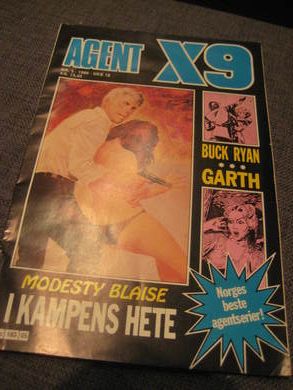 AGENT X9
BUCK RYAN
GARTH
MODESTY BLAISE
I KAMPENS HETE
Norges
beste
agentserier!